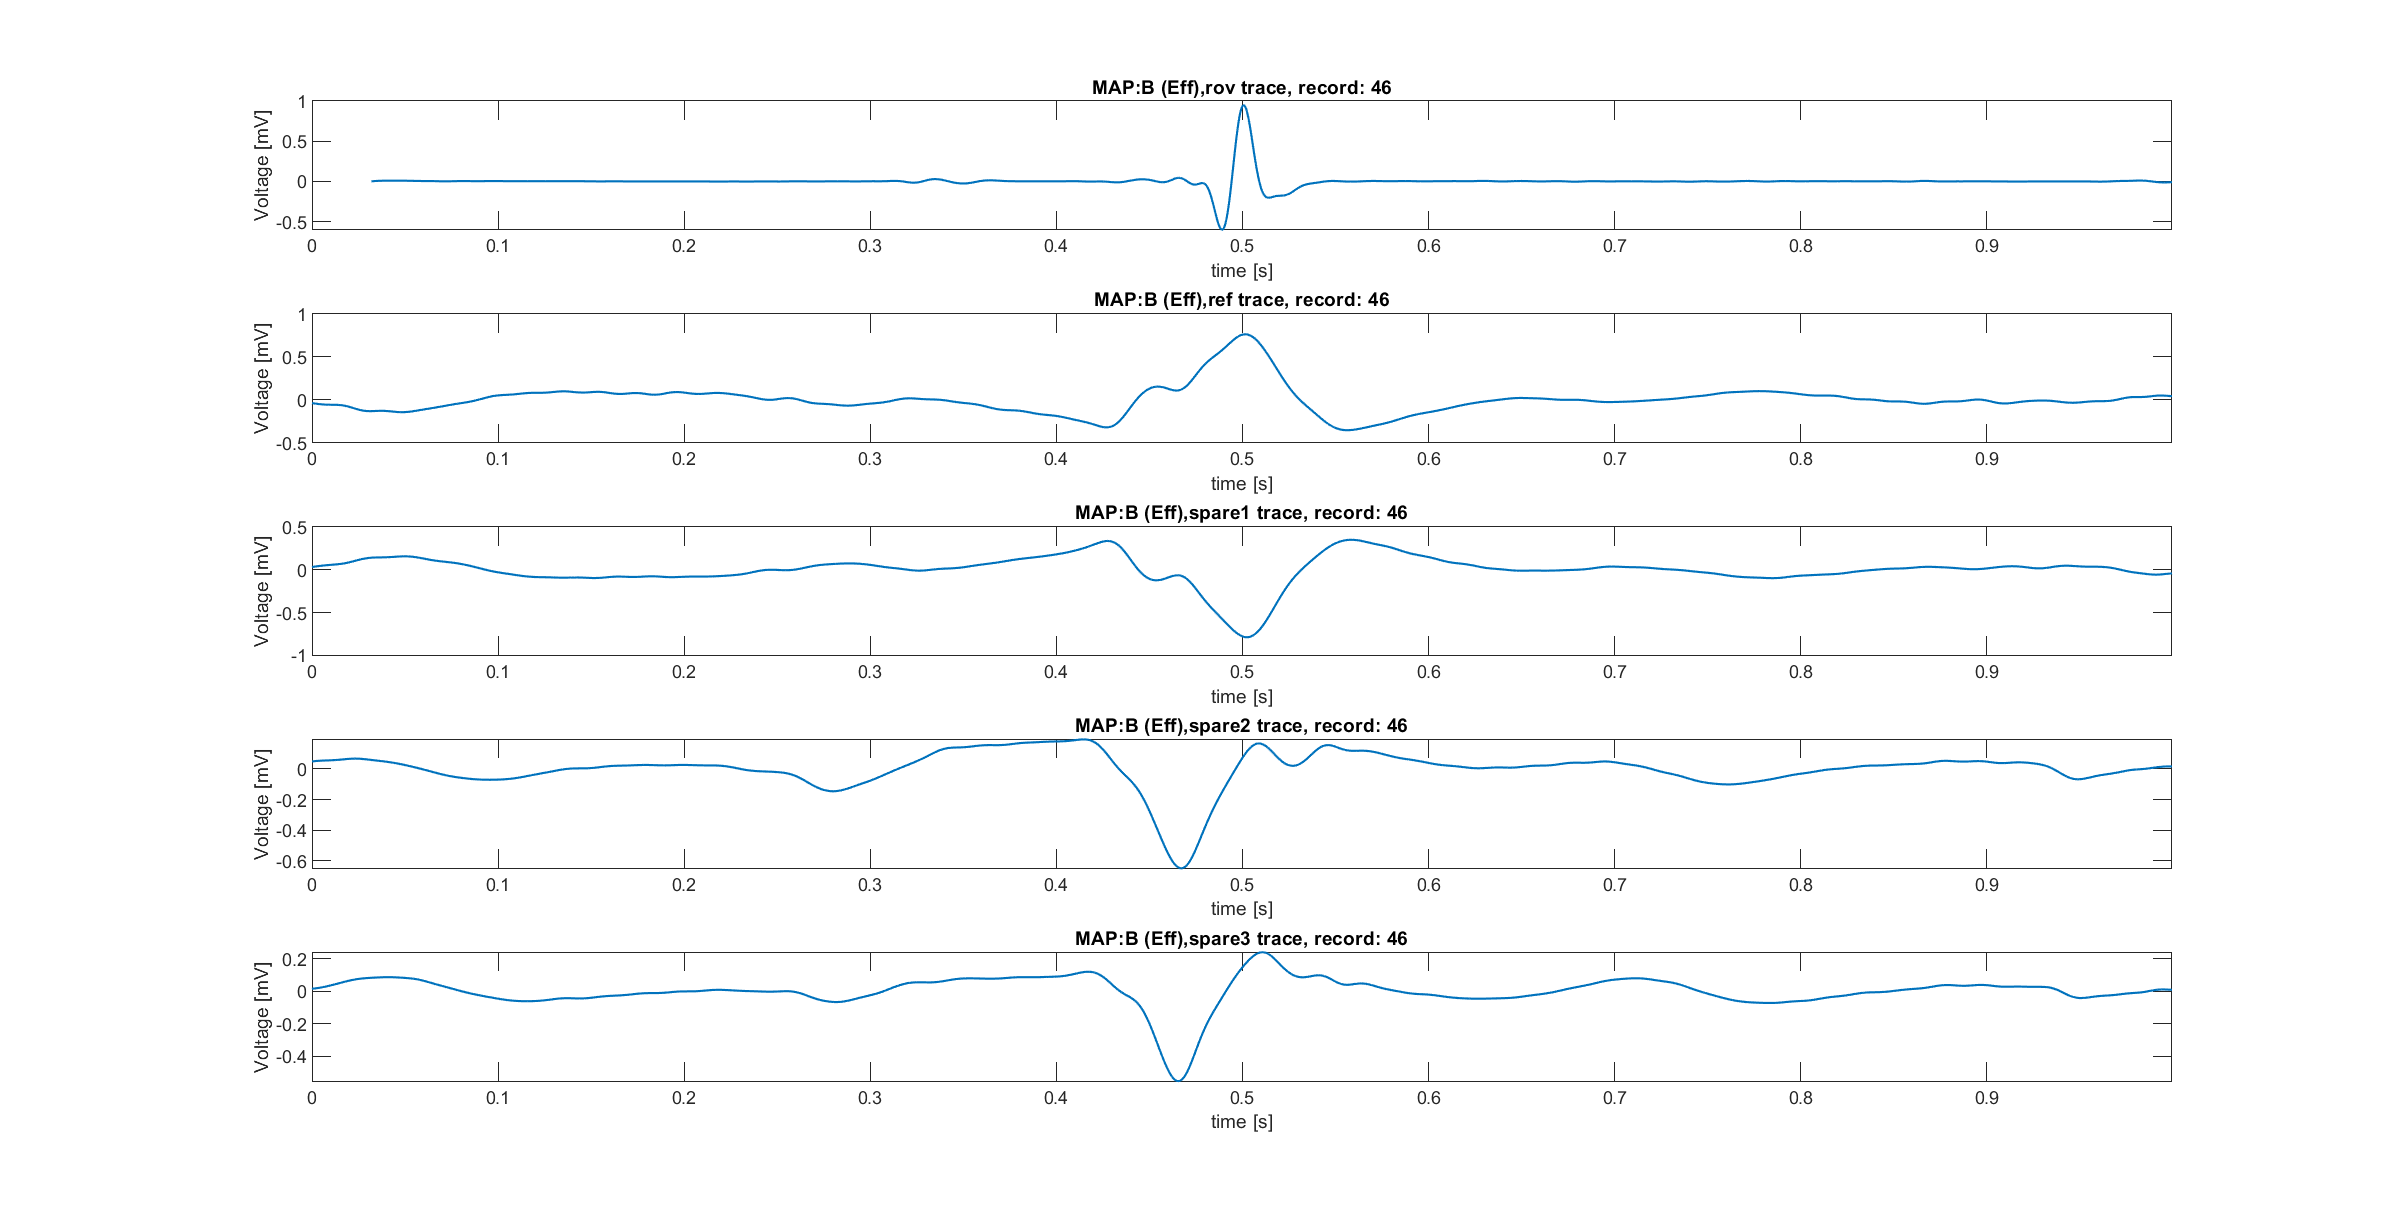 MAP:B (Eff),rov trace, record: 46
Voltage [mV]
1
0.5
0
-0.5
0 0.1 0.2 0.3 0.4 0.5 0.6 0.7 0.8 0.9
time [s]
MAP:B (Eff),ref trace, record: 46
Voltage [mV]
1
0.5
0
-0.5
0 0.1 0.2 0.3 0.4 0.5 0.6 0.7 0.8 0.9
time [s]
MAP:B (Eff),spare1 trace, record: 46
Voltage [mV]
0.5
0
-0.5
-1
0 0.1 0.2 0.3 0.4 0.5 0.6 0.7 0.8 0.9
time [s]
MAP:B (Eff),spare2 trace, record: 46
Voltage [mV]
0
-0.2
-0.4
-0.6
0 0.1 0.2 0.3 0.4 0.5 0.6 0.7 0.8 0.9
time [s]
MAP:B (Eff),spare3 trace, record: 46
Voltage [mV]
0.2
0
-0.2
-0.4
0 0.1 0.2 0.3 0.4 0.5 0.6 0.7 0.8 0.9
time [s]